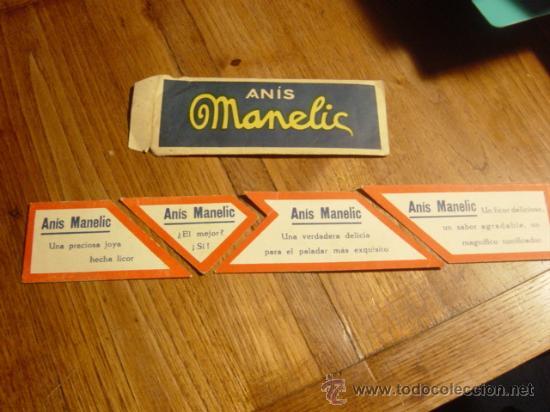 ANÍS
Manelic
Anís Manelic
Una preciosa joya
hecha licor
Anís Manelic
¿El mejor?
¡Sí!
Anís Manelic
Una verdadera delicia
para el paladar más exquisito
Anís Manelic
Un licor delicioso,
un sabor agradable, un
magnífico tonificador
todocoleccion
www.todocoleccion.net